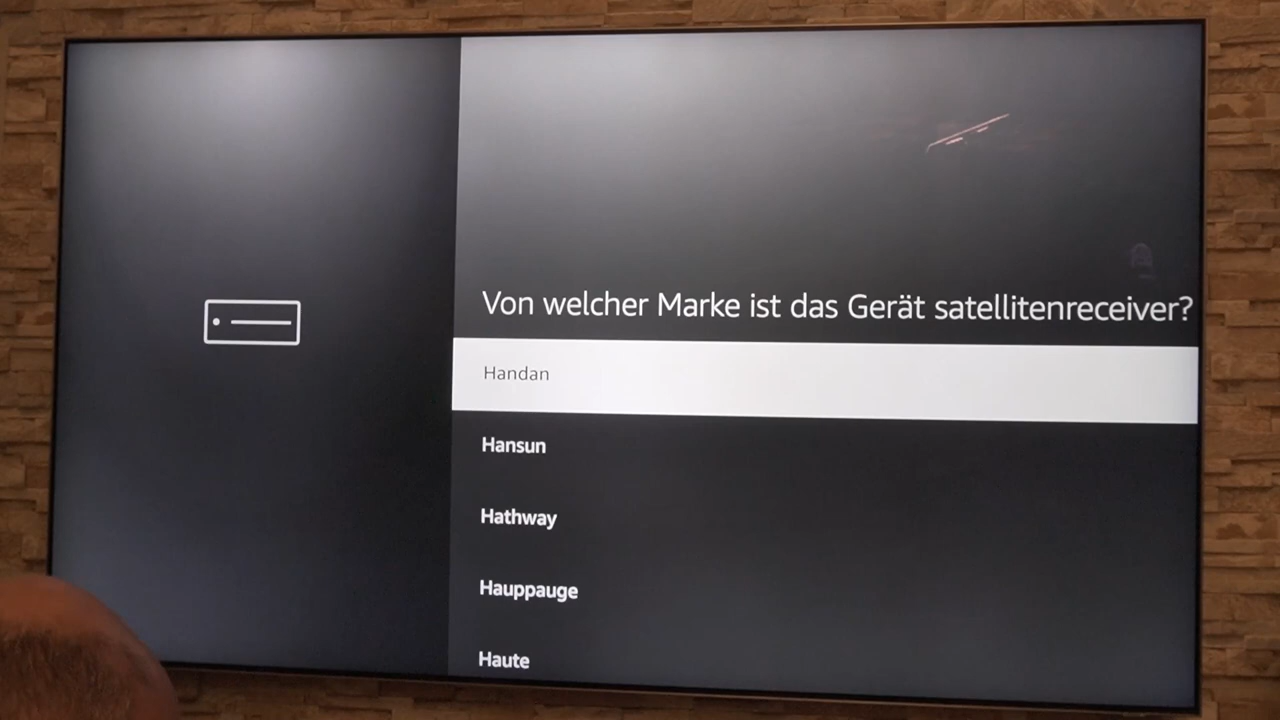 Von welcher Marke ist das Gerät satellitenreceiver?
Handan
Hansun
Hathway
Hauppauge
Haute